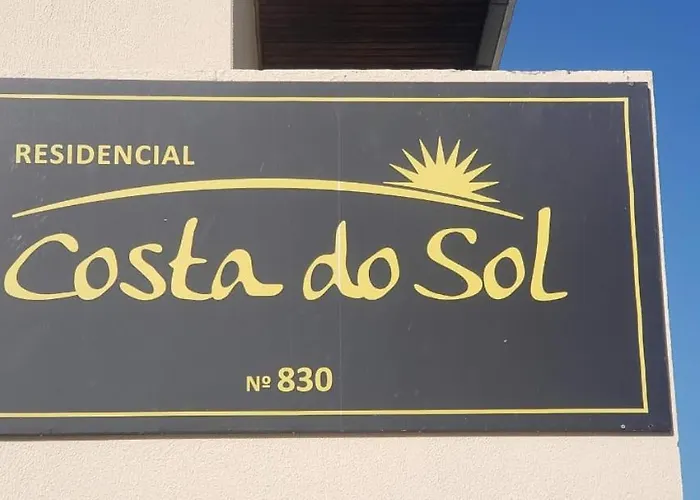 RESIDENCIAL
Costa do Sol
Nº 830